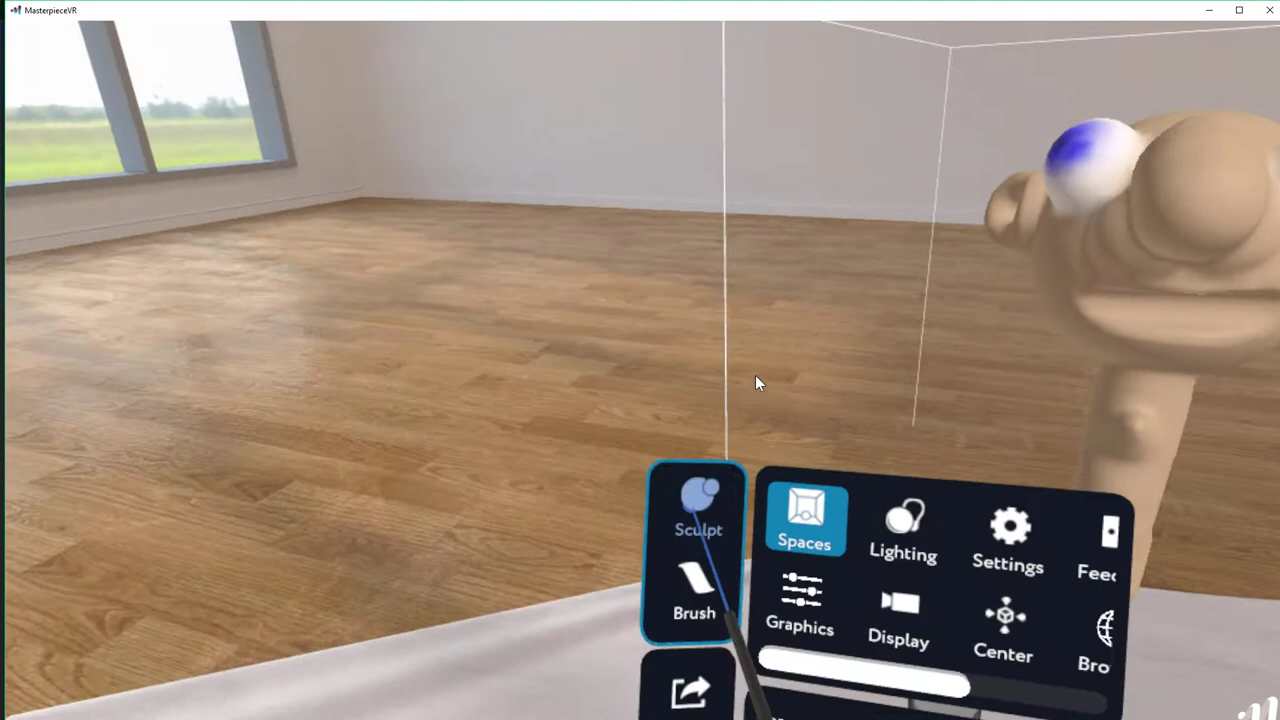 MasterpieceVR
Sculpt
Brush
Spaces
Lighting
Settings
Graphics
Display
Center